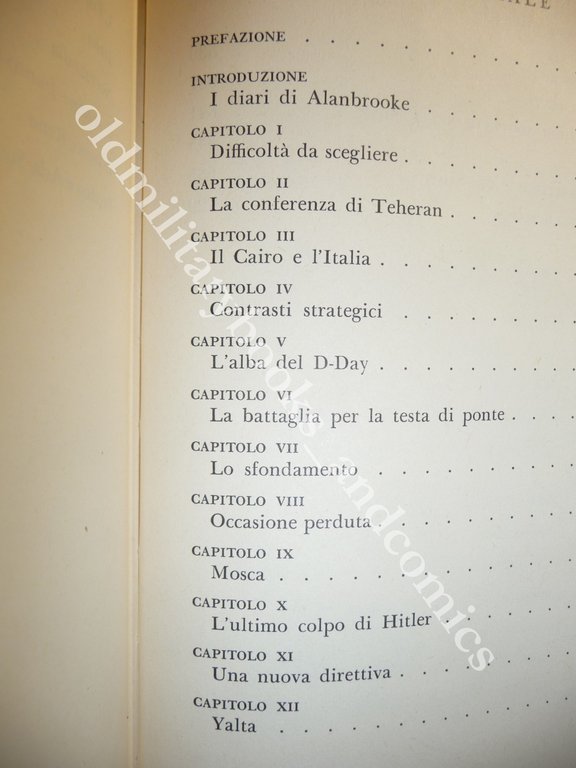 PREFAZIONE . . . . . . . . .
INTRODUZIONE
I diari di Alanbrooke . . . . .
CAPITOLO I
Difficoltà da scegliere . . . . . .
CAPITOLO II
La conferenza di Teheran . . . . .
CAPITOLO III
Il Cairo e l'Italia . . . . . . .
CAPITOLO IV
Contrasti strategici . . . . . .
CAPITOLO V
L'alba del D-Day . . . . . . .
CAPITOLO VI
La battaglia per la testa di ponte . . .
CAPITOLO VII
Lo sfondamento . . . . . . .
CAPITOLO VIII
Occasione perduta . . . . . . .
CAPITOLO IX
Mosca . . . . . . . . . .
CAPITOLO X
L'ultimo colpo di Hitler . . . . .
CAPITOLO XI
Una nuova direttiva . . . . . .
CAPITOLO XII
Yalta . . . . . . . . . .
oldmilitarybooks_andcomics